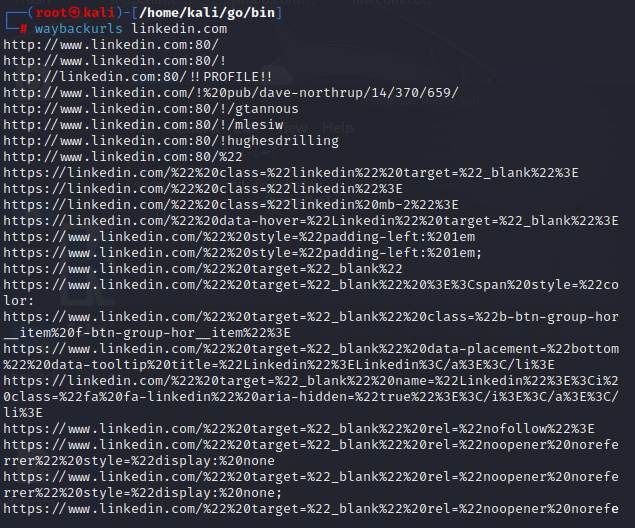 ┌──(root㉿kali)-[/home/kali/go/bin]
└─# waybackurls linkedin.com
http://www.linkedin.com:80/
http://www.linkedin.com:80/!
http://linkedin.com:80/!!PROFILE!!
http://www.linkedin.com/!%20pub/dave-northrup/14/370/659/
http://www.linkedin.com:80/!/gtannous
http://www.linkedin.com:80/!/mlesiw
http://www.linkedin.com:80/!hughesdrilling
http://www.linkedin.com:80/%22
https://linkedin.com/%22%20class=%22linkedin%22%20target=%22_blank%22%3E
https://linkedin.com/%22%20class=%22linkedin%22%3E
https://linkedin.com/%22%20class=%22linkedin%20mb-2%22%3E
https://linkedin.com/%22%20data-hover=%22Linkedin%22%20target=%22_blank%22%3E
https://www.linkedin.com/%22%20style=%22padding-left:%201em
https://www.linkedin.com/%22%20style=%22padding-left:%201em;
https://www.linkedin.com/%22%20target=%22_blank%22
https://www.linkedin.com/%22%20target=%22_blank%22%20%3E%3Cspan%20style=%22co
lor:
https://www.linkedin.com/%22%20target=%22_blank%22%20class=%22b-btn-group-hor
__item%20f-btn-group-hor__item%22%3E
https://www.linkedin.com/%22%20target=%22_blank%22%20data-placement=%22bottom
%22%20data-tooltip%20title=%22Linkedin%22%3ELinkedin%3C/a%3E%3C/li%3E
https://linkedin.com/%22%20target=%22_blank%22%20name=%22Linkedin%22%3E%3Ci%2
0class=%22fa%20fa-linkedin%22%20aria-hidden=%22true%22%3E%3C/i%3E%3C/a%3E%3C/
li%3E
https://www.linkedin.com/%22%20target=%22_blank%22%20rel=%22nofollow%22%3E
https://www.linkedin.com/%22%20target=%22_blank%22%20rel=%22noopener%20norefe
rrer%22%20style=%22display:%20none
https://www.linkedin.com/%22%20target=%22_blank%22%20rel=%22noopener%20norefe
rrer%22%20style=%22display:%20none;
https://www.linkedin.com/%22%20target=%22_blank%22%20rel=%22noopener%20norefe